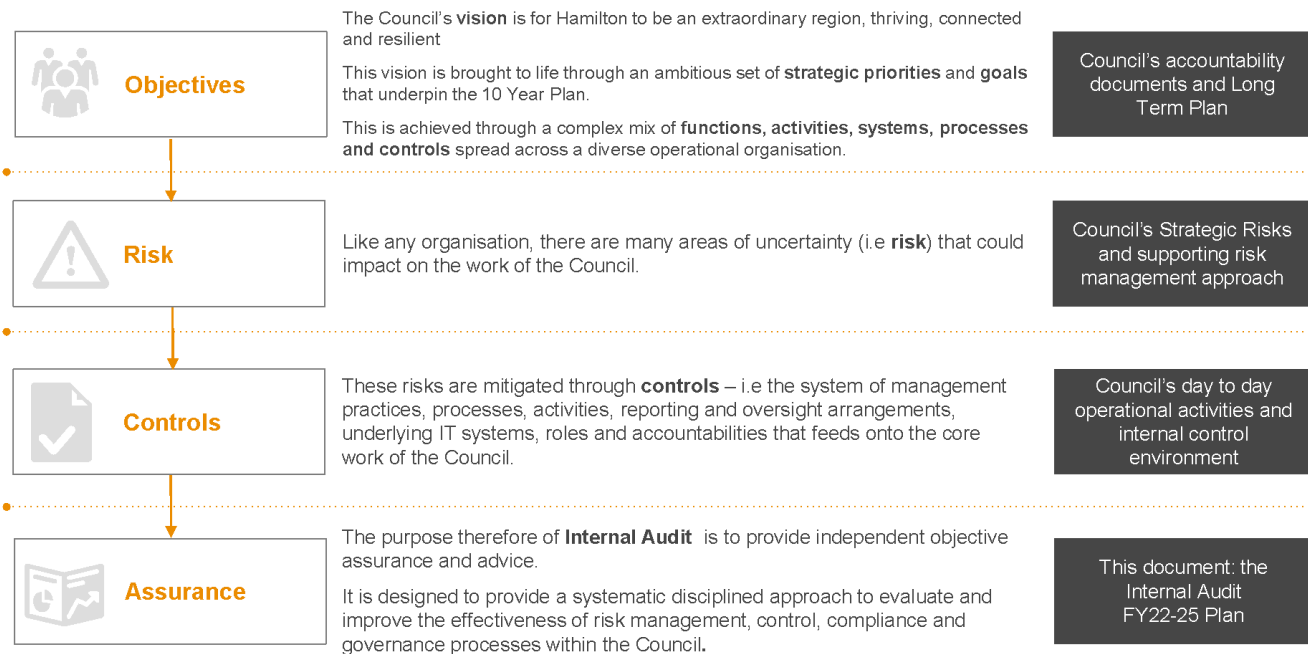 Objectives
The Council's vision is for Hamilton to be an extraordinary region, thriving, connected
and resilient
This vision is brought to life through an ambitious set of strategic priorities and goals
that underpin the 10 Year Plan.
This is achieved through a complex mix of functions, activities, systems, processes
and controls spread across a diverse operational organisation.
Council's accountability
documents and Long
Term Plan
Risk
Like any organisation, there are many areas of uncertainty (i.e risk) that could
impact on the work of the Council.
Council's Strategic Risks
and supporting risk
management approach
Controls
These risks are mitigated through controls – i.e the system of management
practices, processes, activities, reporting and oversight arrangements,
underlying IT systems, roles and accountabilities that feeds onto the core
work of the Council.
Council's day to day
operational activities and
internal control
environment
Assurance
The purpose therefore of Internal Audit is to provide independent objective
assurance and advice.
It is designed to provide a systematic disciplined approach to evaluate and
improve the effectiveness of risk management, control, compliance and
governance processes within the Council.
This document: the
Internal Audit
FY22-25 Plan